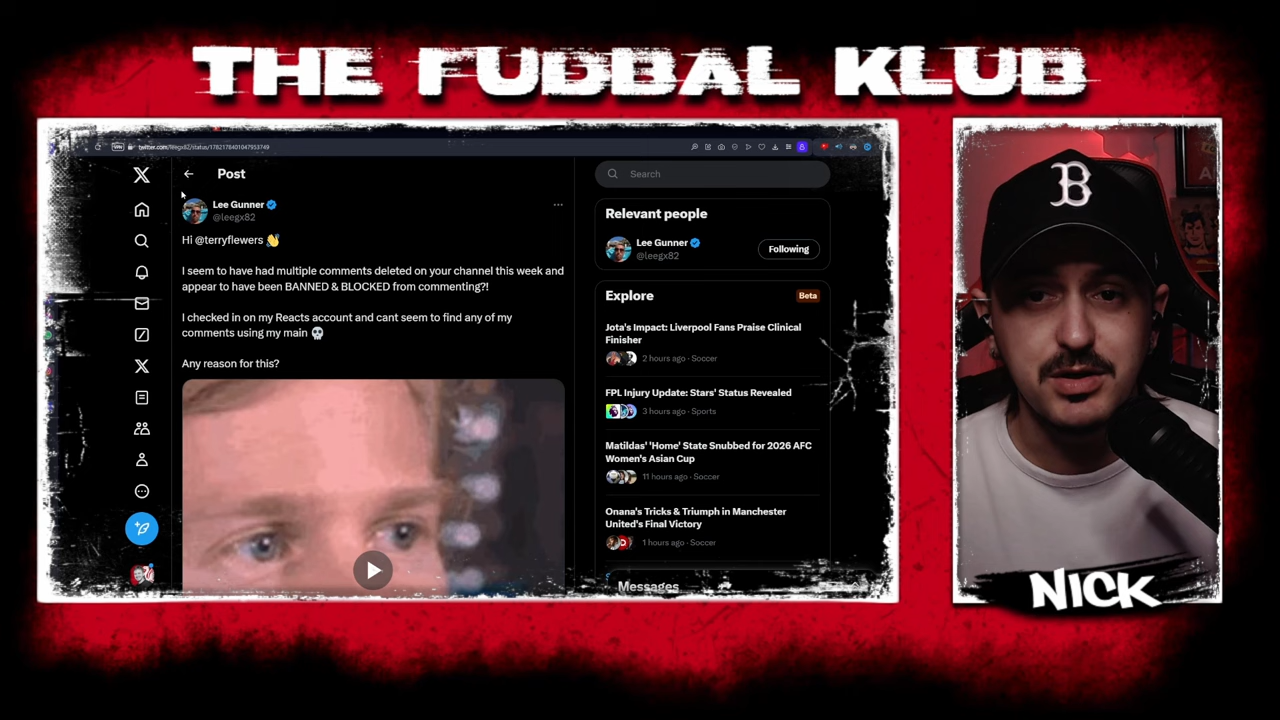 THE FUDBAL KLUB
twitter.com/leegx82/status/1782178401047953749
Post
Lee Gunner
@leegx82
Hi @terryflewers 👋
I seem to have had multiple comments deleted on your channel this week and
appear to have been BANNED & BLOCKED from commenting?!
I checked in on my Reacts account and cant seem to find any of my
comments using my main 💀
Any reason for this?
Search
Relevant people
Lee Gunner
@leegx82
Following
Explore
Beta
Jota's Impact: Liverpool Fans Praise Clinical
Finisher
2 hours ago · Soccer
FPL Injury Update: Stars' Status Revealed
3 hours ago · Sports
Matildas' 'Home' State Snubbed for 2026 AFC
Women's Asian Cup
11 hours ago · Soccer
Onana's Tricks & Triumph in Manchester
United's Final Victory
1 hours ago · Soccer
Messages
B
NICK